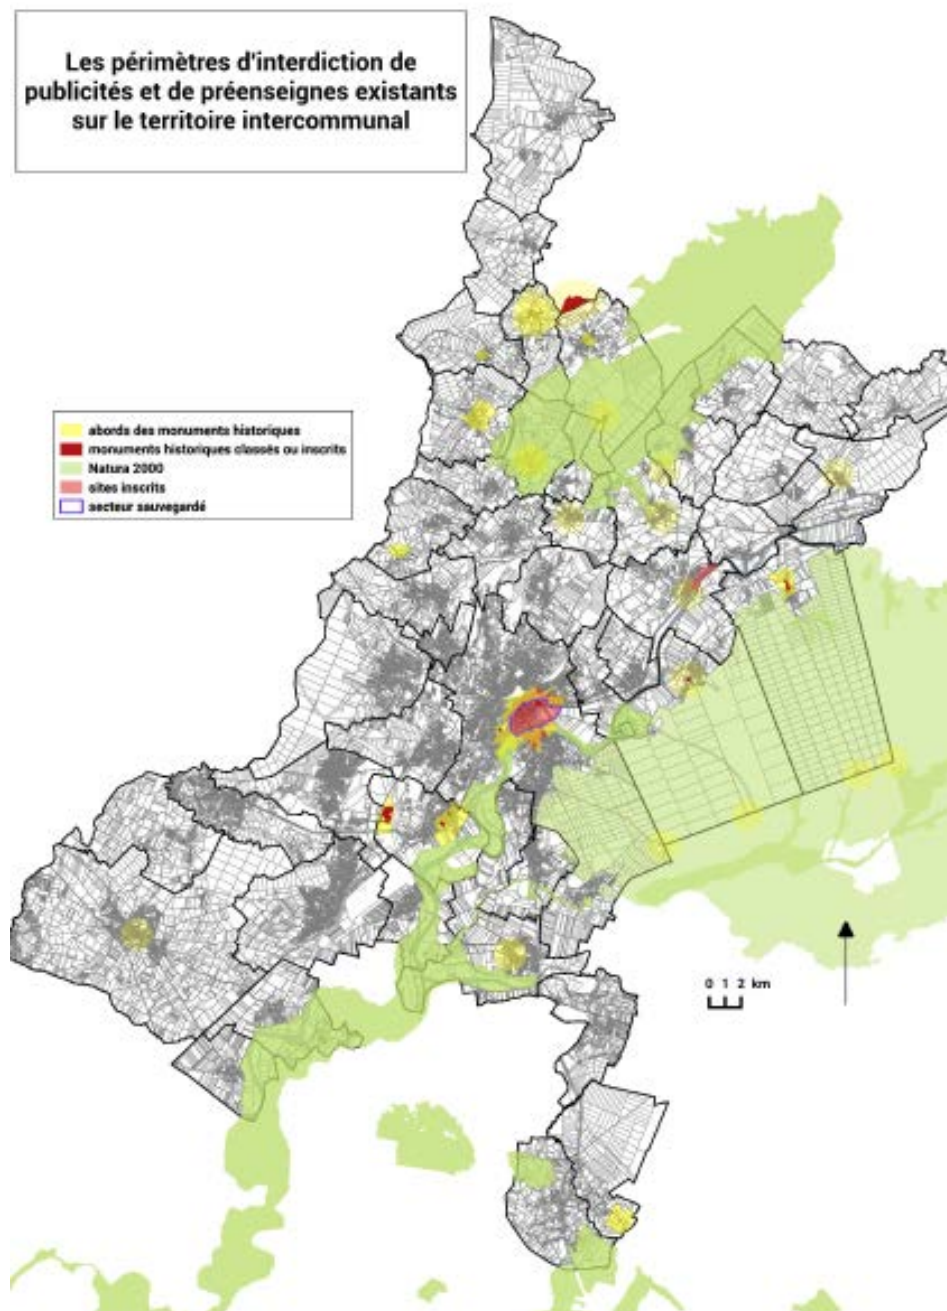 Les périmètres d'interdiction de
publicités et de préenseignes existants
sur le territoire intercommunal
abords des monuments historiques
monuments historiques classés ou inscrits
Natura 2000
sites inscrits
secteur sauvegardé
0 1 2 km